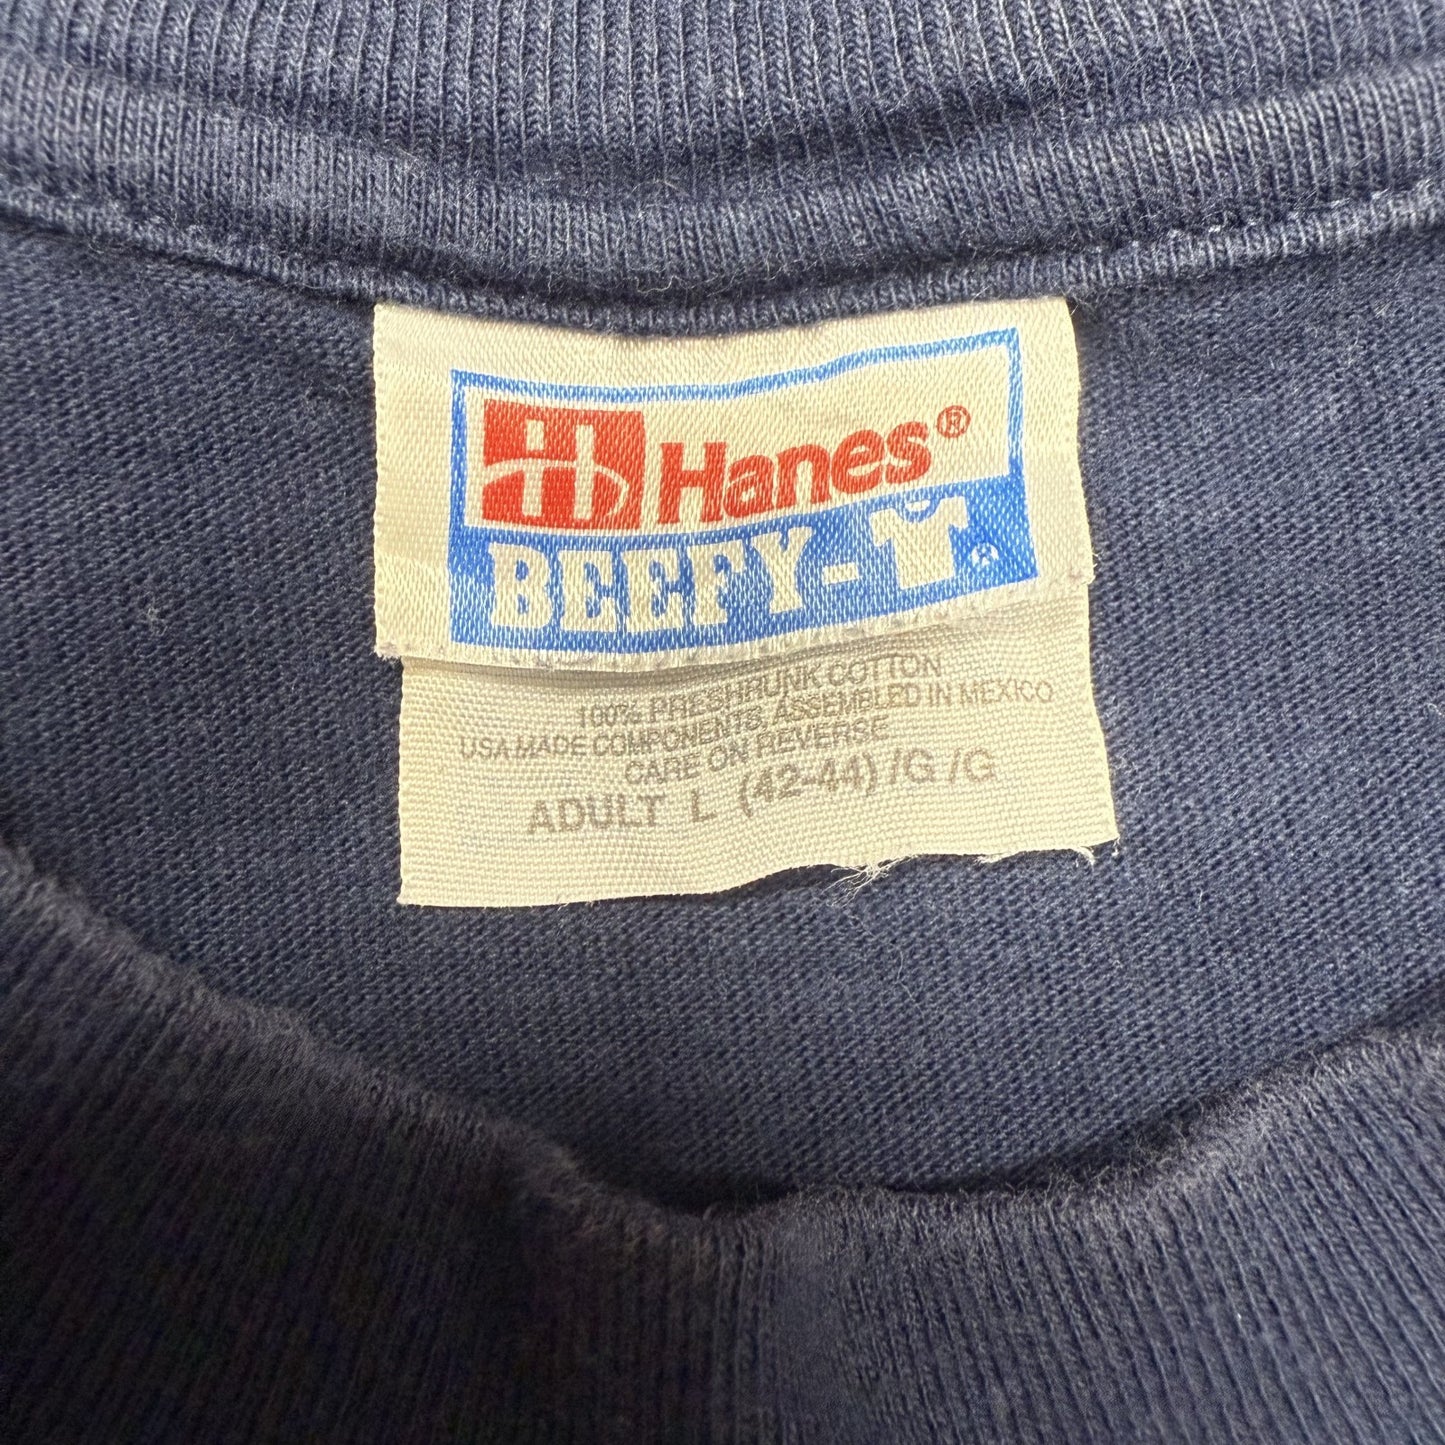 Hanes®
BEEFY-T®
100% PRESHRUNK COTTON
USA MADE COMPONENTS, ASSEMBLED IN MEXICO
CARE ON REVERSE
ADULT L (42-44) /G /G